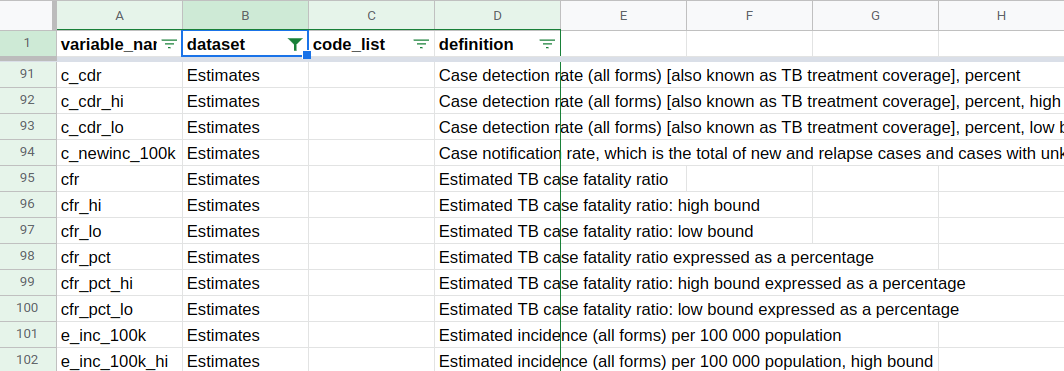 A B C D E F G H
1 variable_nar dataset code_list definition
91 c_cdr Estimates Case detection rate (all forms) [also known as TB treatment coverage], percent
92 c_cdr_hi Estimates Case detection rate (all forms) [also known as TB treatment coverage], percent, high
93 c_cdr_lo Estimates Case detection rate (all forms) [also known as TB treatment coverage], percent, low b
94 c_newinc_100k Estimates Case notification rate, which is the total of new and relapse cases and cases with unk
95 cfr Estimates Estimated TB case fatality ratio
96 cfr_hi Estimates Estimated TB case fatality ratio: high bound
97 cfr_lo Estimates Estimated TB case fatality ratio: low bound
98 cfr_pct Estimates Estimated TB case fatality ratio expressed as a percentage
99 cfr_pct_hi Estimates Estimated TB case fatality ratio: high bound expressed as a percentage
100 cfr_pct_lo Estimates Estimated TB case fatality ratio: low bound expressed as a percentage
101 e_inc_100k Estimates Estimated incidence (all forms) per 100 000 population
102 e_inc_100k_hi Estimates Estimated incidence (all forms) per 100 000 population, high bound